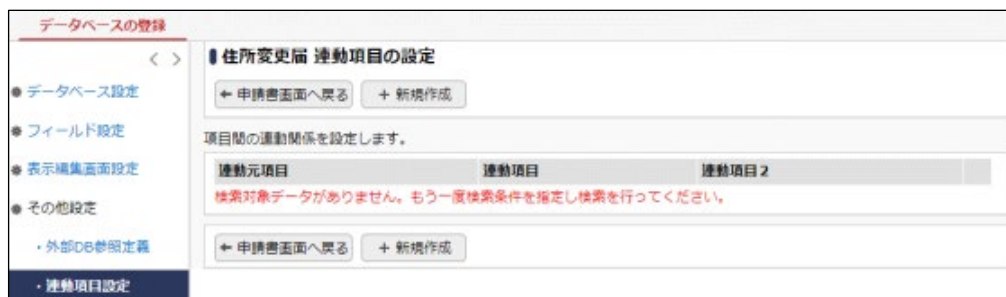 データベースの登録
< >
● データベース設定
● フィールド設定
● 表示編集画面設定
● その他設定
・外部DB参照定義
・連動項目設定
住所変更届 連動項目の設定
← 申請書画面へ戻る + 新規作成
項目間の連動関係を設定します。
連動元項目 連動項目 連動項目2
検索対象データがありません。もう一度検索条件を指定し検索を行ってください。
← 申請書画面へ戻る + 新規作成